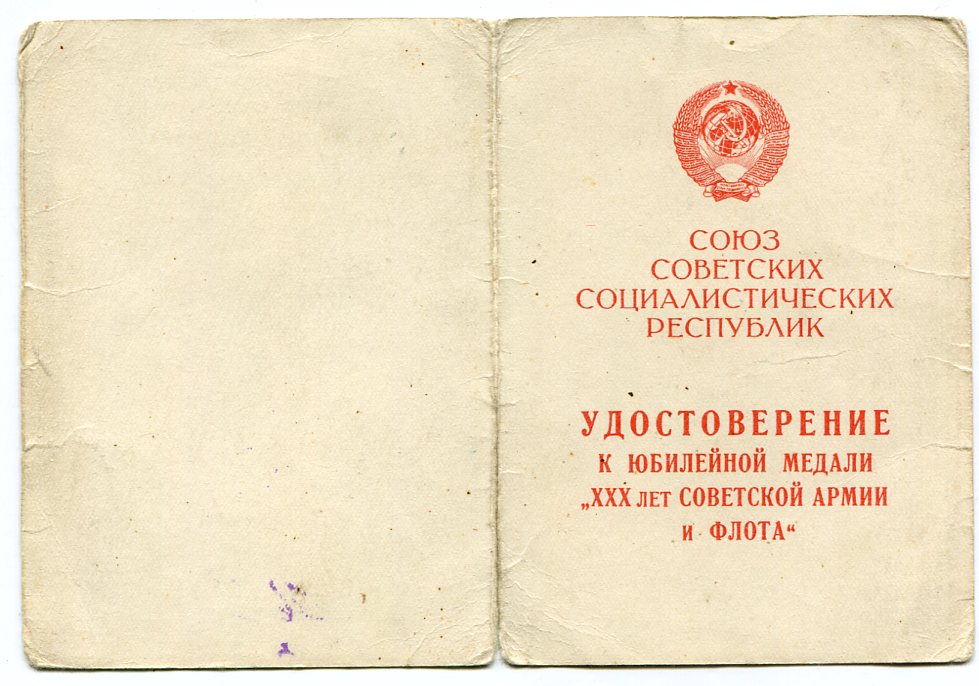 СОЮЗ
СОВЕТСКИХ
СОЦИАЛИСТИЧЕСКИХ
РЕСПУБЛИК
УДОСТОВЕРЕНИЕ
К ЮБИЛЕЙНОЙ МЕДАЛИ
„XXX ЛЕТ СОВЕТСКОЙ АРМИИ
И ФЛОТА“